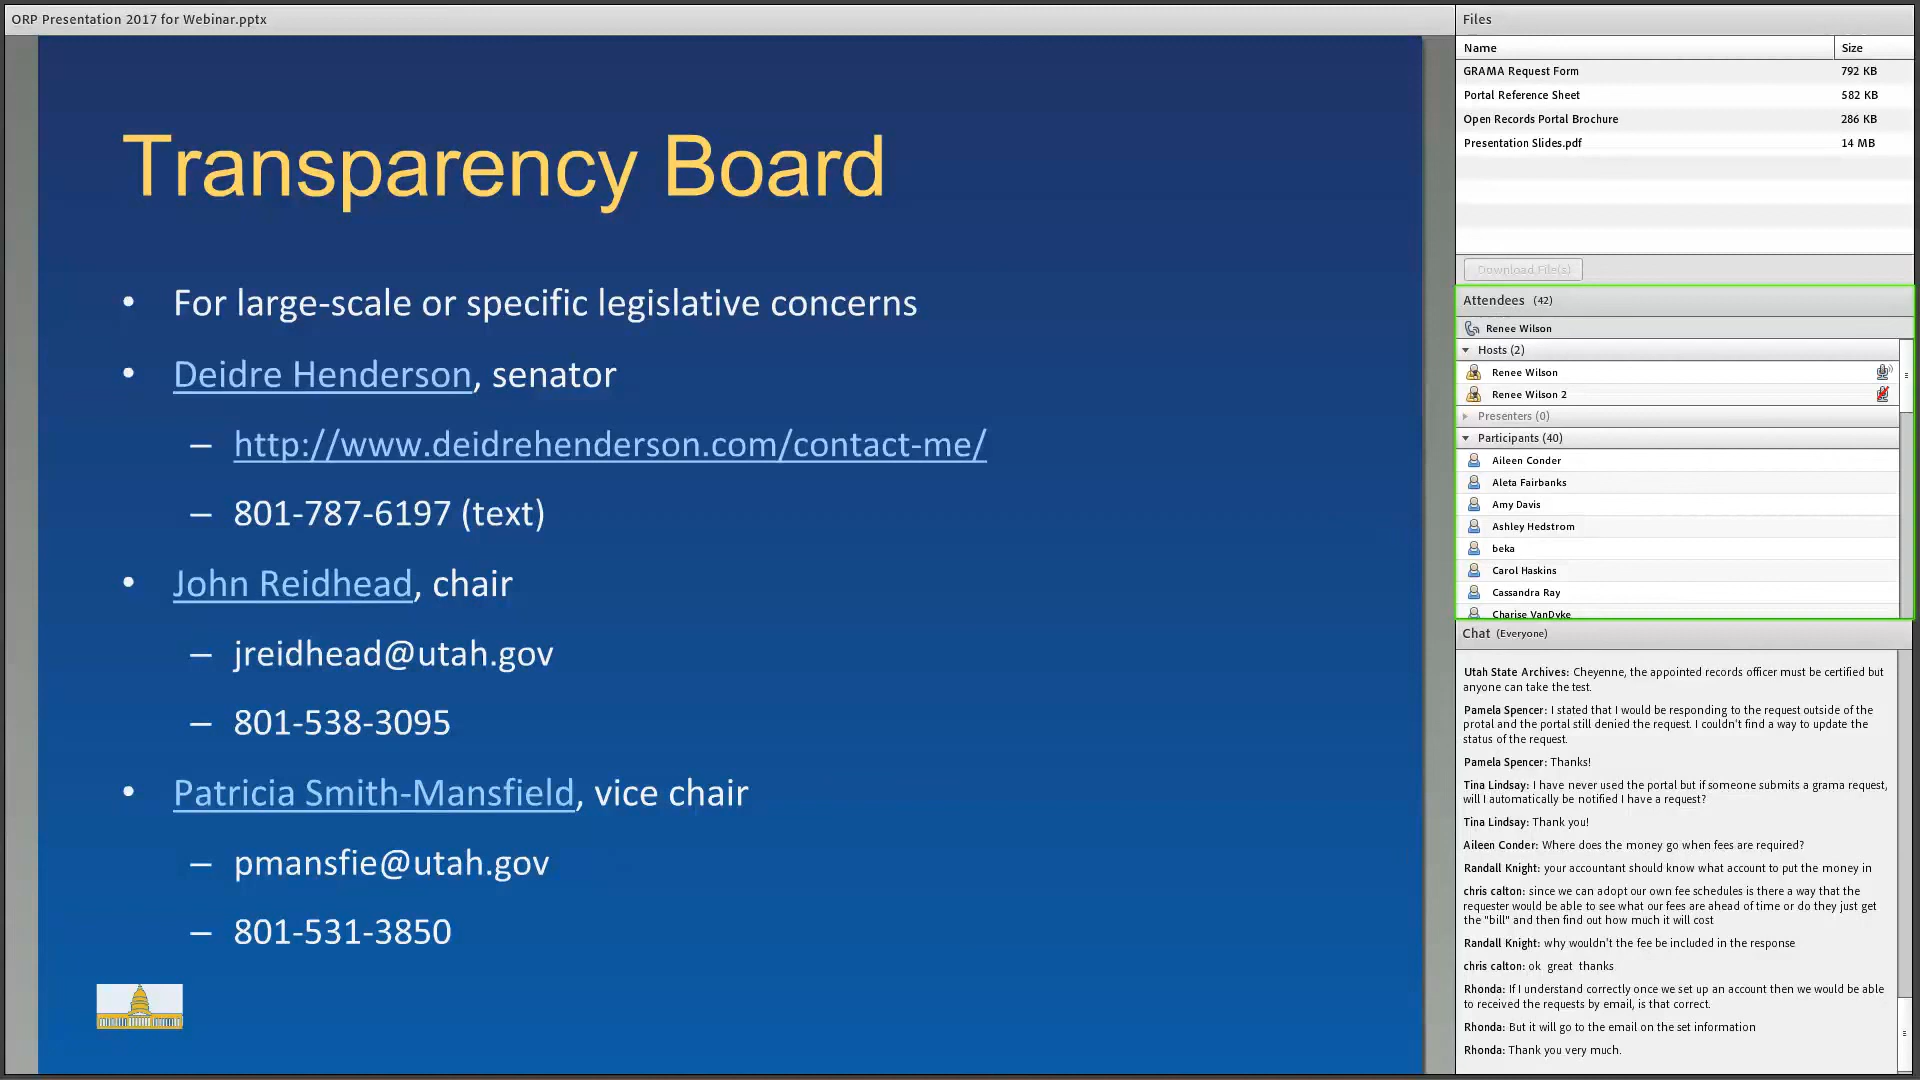 ORP Presentation 2017 for Webinar.pptx
Transparency Board
• For large-scale or specific legislative concerns
• Deidre Henderson, senator
– http://www.deidrehenderson.com/contact-me/
– 801-787-6197 (text)
• John Reidhead, chair
– jreidhead@utah.gov
– 801-538-3095
• Patricia Smith-Mansfield, vice chair
– pmansfie@utah.gov
– 801-531-3850
Files
Name Size
GRAMA Request Form 792 KB
Portal Reference Sheet 582 KB
Open Records Portal Brochure 286 KB
Presentation Slides.pdf 14 MB
Download File(s)
Attendees (42)
Renee Wilson
Hosts (2)
Renee Wilson
Renee Wilson 2
Presenters (0)
Participants (40)
Aileen Conder
Aleta Fairbanks
Amy Davis
Ashley Hedstrom
beka
Carol Haskins
Cassandra Ray
Charise VanDyke
Chat (Everyone)
Utah State Archives: Cheyenne, the appointed records officer must be certified but
anyone can take the test.
Pamela Spencer: I stated that I would be responding to the request outside of the
protal and the portal still denied the request. I couldn't find a way to update the
status of the request.
Pamela Spencer: Thanks!
Tina Lindsay: I have never used the portal but if someone submits a grama request,
will I automatically be notified I have a request?
Tina Lindsay: Thank you!
Aileen Conder: Where does the money go when fees are required?
Randall Knight: your accountant should know what account to put the money in
chris calton: since we can adopt our own fee schedules is there a way that the
requester would be able to see what our fees are ahead of time or do they just get
the "bill" and then find out how much it will cost
Randall Knight: why wouldn't the fee be included in the response
chris calton: ok great thanks
Rhonda: If I understand correctly once we set up an account then we would be able
to received the requests by email, is that correct.
Rhonda: But it will go to the email on the set information
Rhonda: Thank you very much.